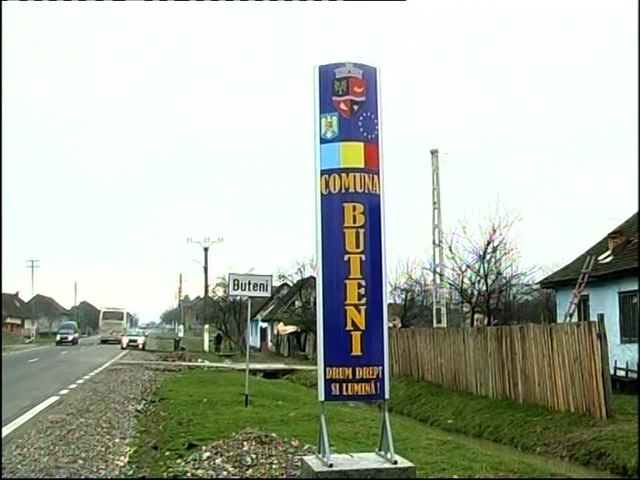 COMUNA
BUTENI
DRUM DREPT
SI LUMINĂ!
Buteni